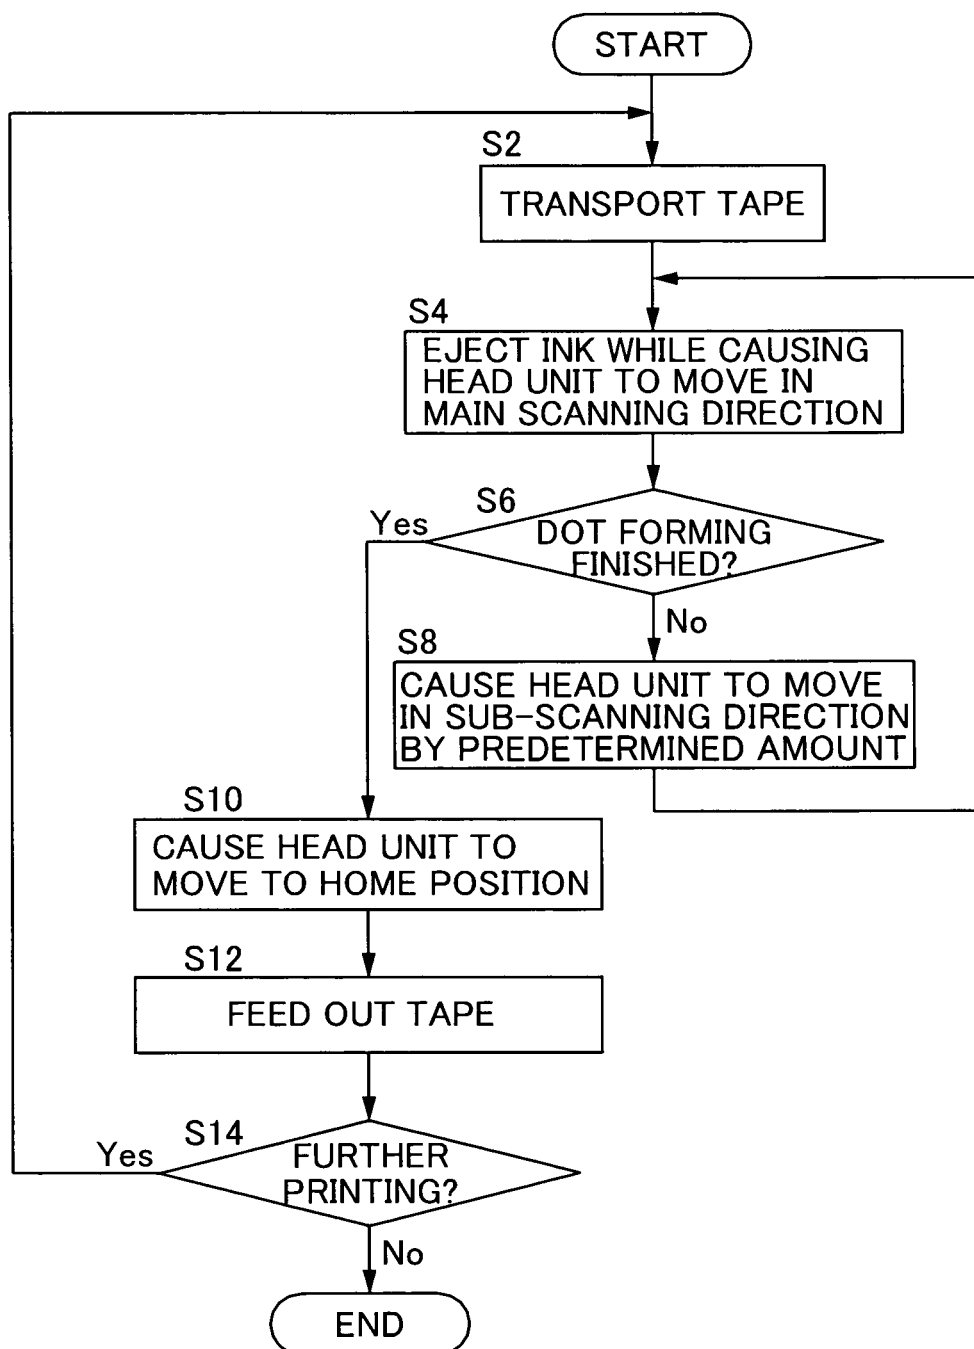 START
S2
TRANSPORT TAPE
S4
EJECT INK WHILE CAUSING
HEAD UNIT TO MOVE IN
MAIN SCANNING DIRECTION
S6
Yes
DOT FORMING
FINISHED?
No
S8
CAUSE HEAD UNIT TO MOVE
IN SUB-SCANNING DIRECTION
BY PREDETERMINED AMOUNT
S10
CAUSE HEAD UNIT TO
MOVE TO HOME POSITION
S12
FEED OUT TAPE
S14
Yes
FURTHER
PRINTING?
No
END